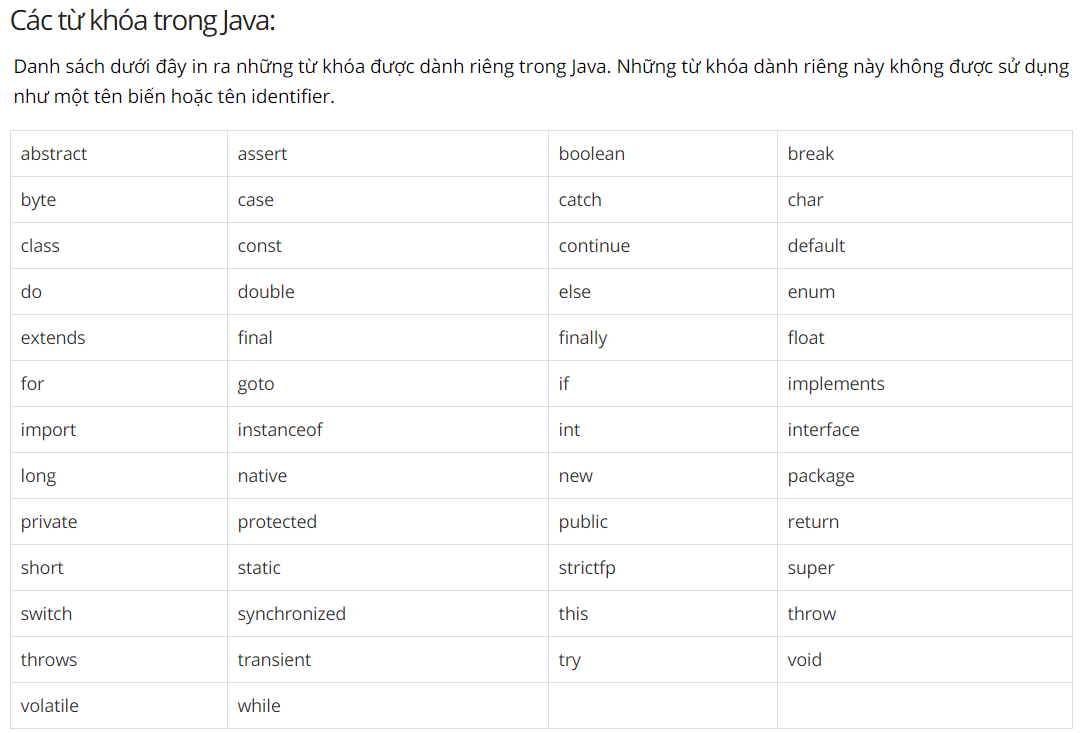 Các từ khóa trong Java:
Danh sách dưới đây in ra những từ khóa được dành riêng trong Java. Những từ khóa dành riêng này không được sử dụng
như một tên biến hoặc tên identifier.
abstract assert boolean break
byte case catch char
class const continue default
do double else enum
extends final finally float
for goto if implements
import instanceof int interface
long native new package
private protected public return
short static strictfp super
switch synchronized this throw
throws transient try void
volatile while